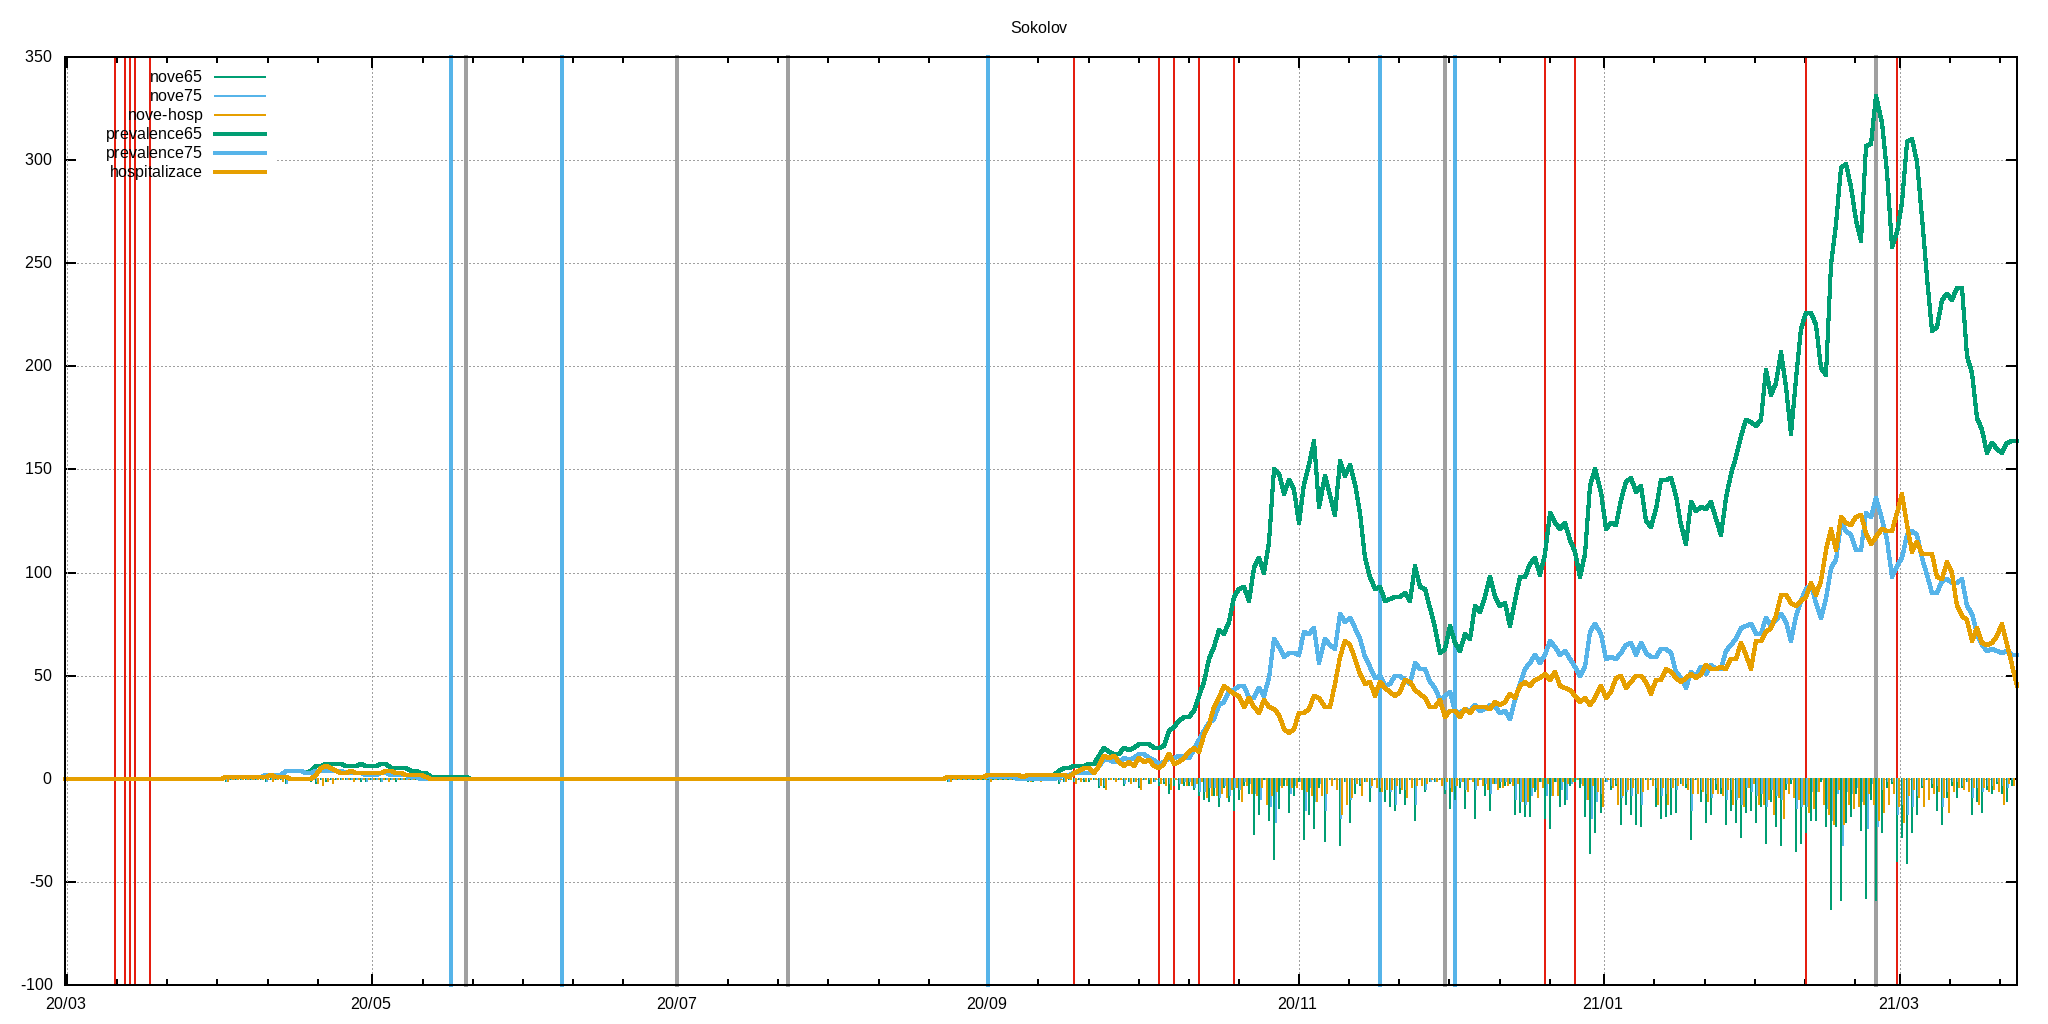 Sokolov
350
300
250
200
150
100
50
0
-50
-100
nove65
nove75
nove-hosp
prevalence65
prevalence75
hospitalizace
20/03 20/05 20/07 20/09 20/11 21/01 21/03